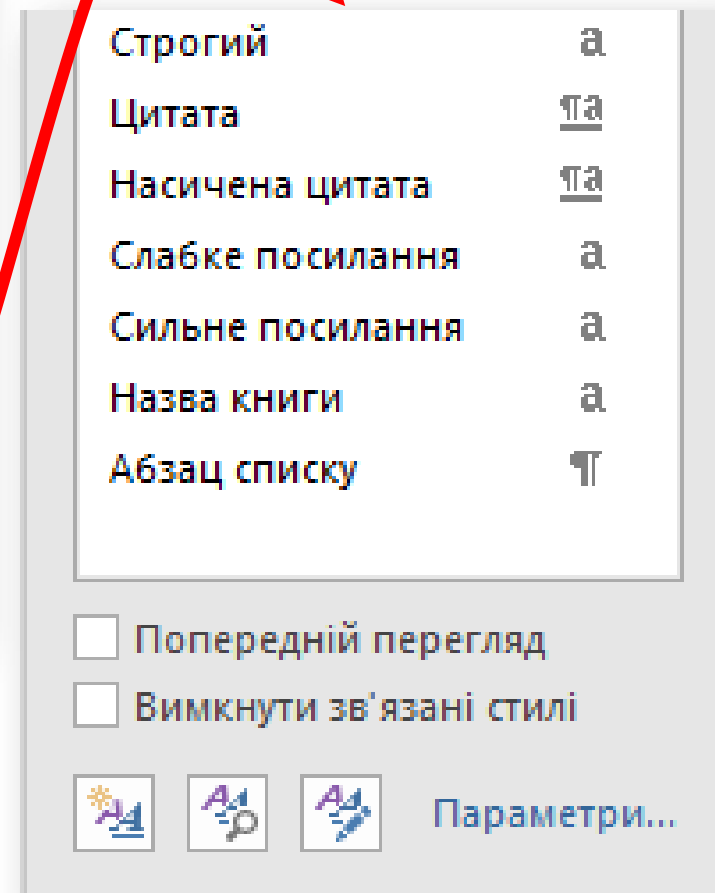 Строгий a
Цитата ¶a
Насичена цитата ¶a
Слабке посилання a
Сильне посилання a
Назва книги a
Абзац списку ¶
Попередній перегляд
Вимкнути зв'язані стилі
Параметри...